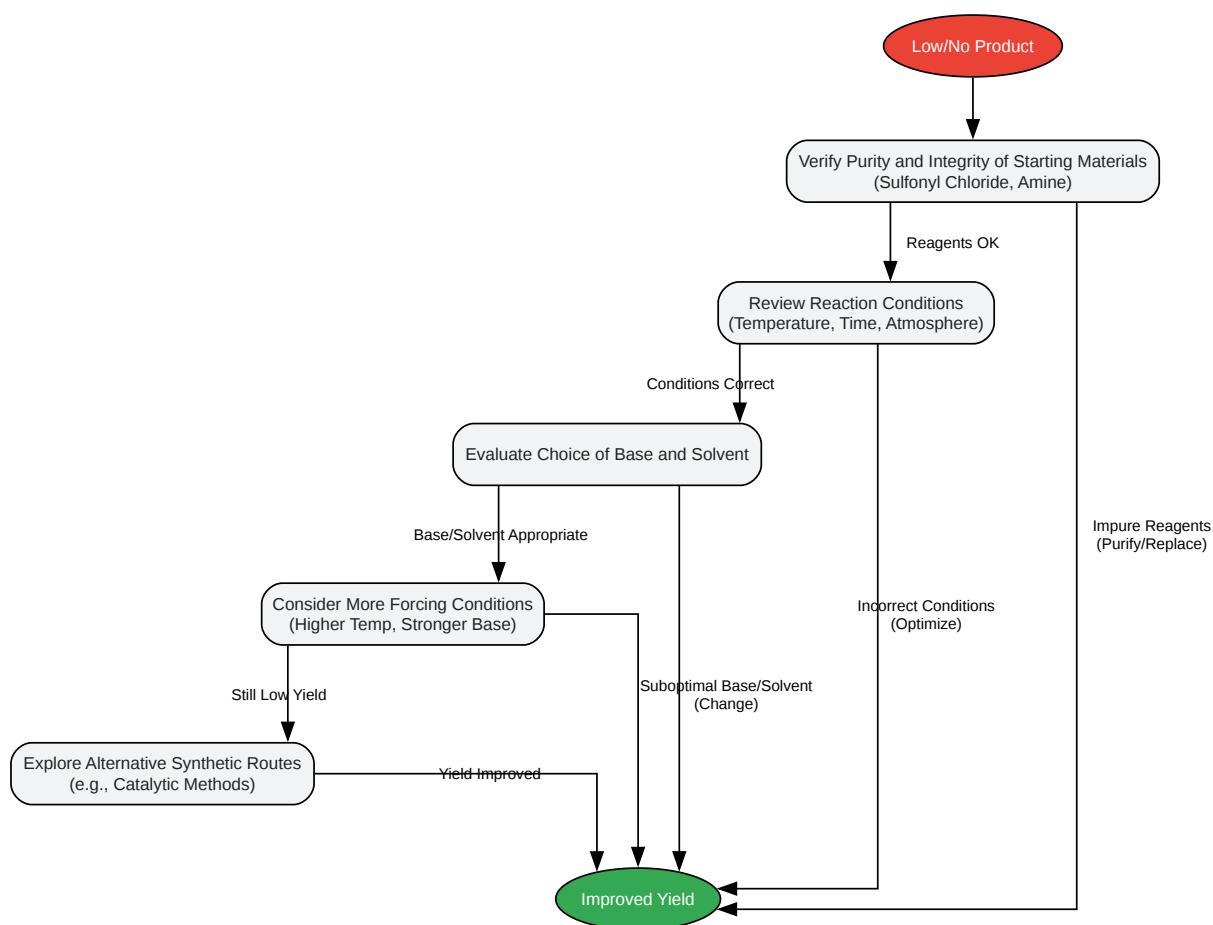 Low/No Product
Verify Purity and Integrity of Starting Materials
(Sulfonyl Chloride, Amine)
Reagents OK
Review Reaction Conditions
(Temperature, Time, Atmosphere)
Conditions Correct
Evaluate Choice of Base and Solvent
Base/Solvent Appropriate
Impure Reagents
(Purify/Replace)
Consider More Forcing Conditions
(Higher Temp, Stronger Base)
Incorrect Conditions
(Optimize)
Still Low Yield
Suboptimal Base/Solvent
(Change)
Explore Alternative Synthetic Routes
(e.g., Catalytic Methods)
Yield Improved
Improved Yield